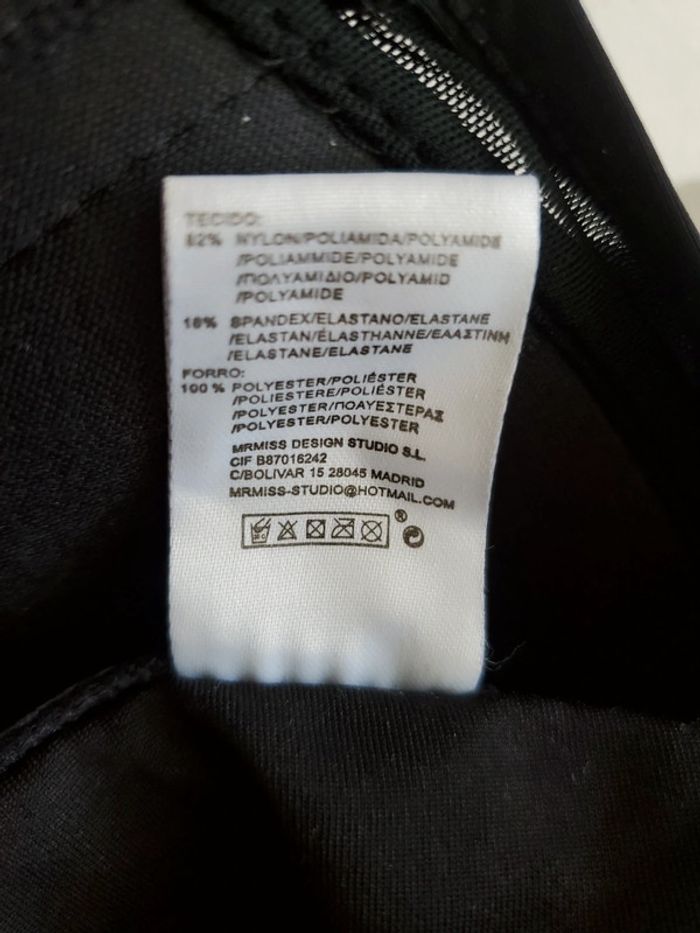 TECIDO:
82% NYLON/POLIAMIDA/POLYAMIDE
/POLIAMMIDE/POLYAMIDE
/ΠΟΛΥΑΜΙΔΙΟ/POLYAMID
/POLYAMIDE
18% SPANDEX/ELASTANO/ELASTANE
/ELASTAN/ÉLASTHANNE/ΕΛΑΣΤΙΝΗ
/ELASTANE/ELASTANE
FORRO:
100 % POLYESTER/POLIÉSTER
/POLIESTERE/POLIÉSTER
/POLYESTER/ΠΟΛΥΕΣΤΕΡΑΣ
/POLYESTER/POLYESTER
MRMISS DESIGN STUDIO S.L.
CIF B87016242
C/BOLIVAR 15 28045 MADRID
MRMISS-STUDIO@HOTMAIL.COM
®